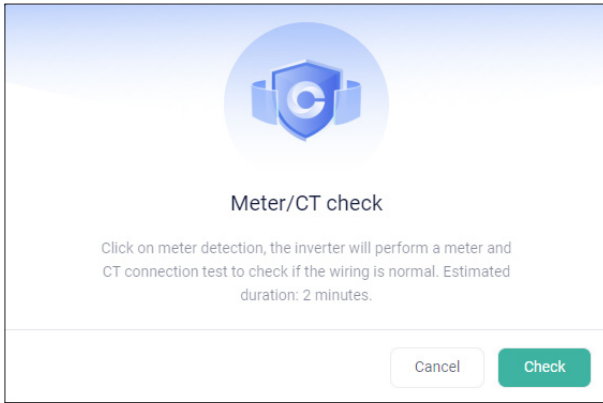 Meter/CT check
Click on meter detection, the inverter will perform a meter and
CT connection test to check if the wiring is normal. Estimated
duration: 2 minutes.
Cancel
Check